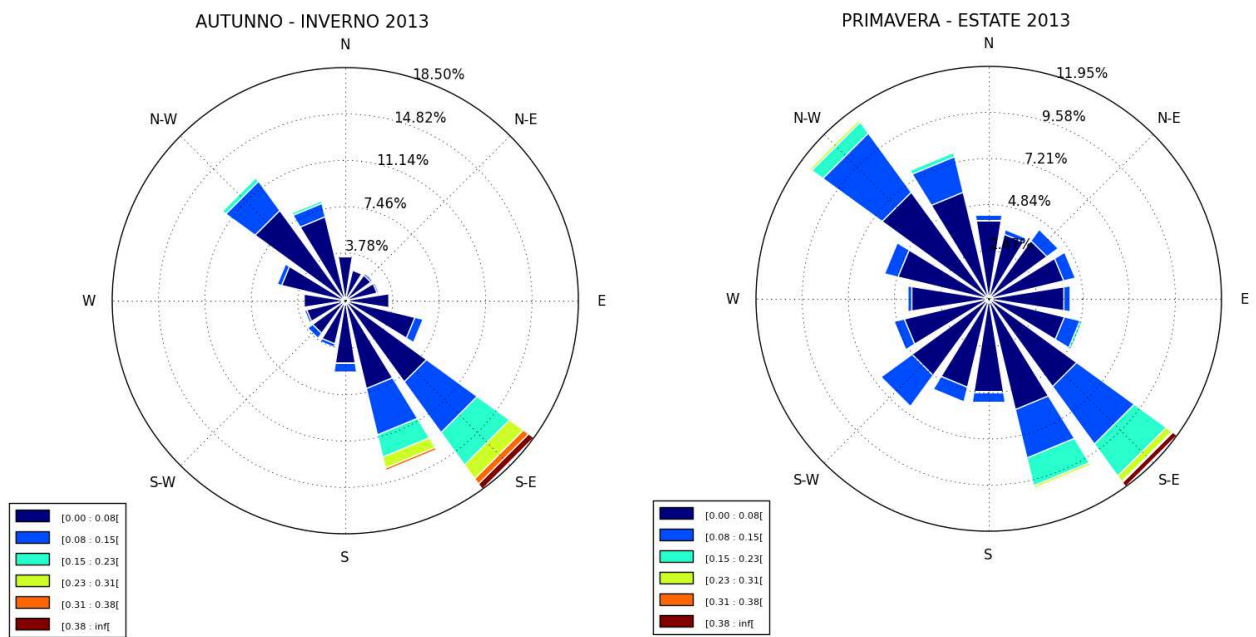 AUTUNNO - INVERNO 2013
N
18.50%
N-W
14.82%
N-E
11.14%
7.46%
3.78%
W
E
S-W
S-E
S
[0.00 : 0.08[
[0.08 : 0.15[
[0.15 : 0.23[
[0.23 : 0.31[
[0.31 : 0.38[
[0.38 : inf[
PRIMAVERA - ESTATE 2013
N
11.95%
N-W
9.58%
N-E
7.21%
4.84%
W
E
S-W
S-E
S
[0.00 : 0.08[
[0.08 : 0.15[
[0.15 : 0.23[
[0.23 : 0.31[
[0.31 : 0.38[
[0.38 : inf[